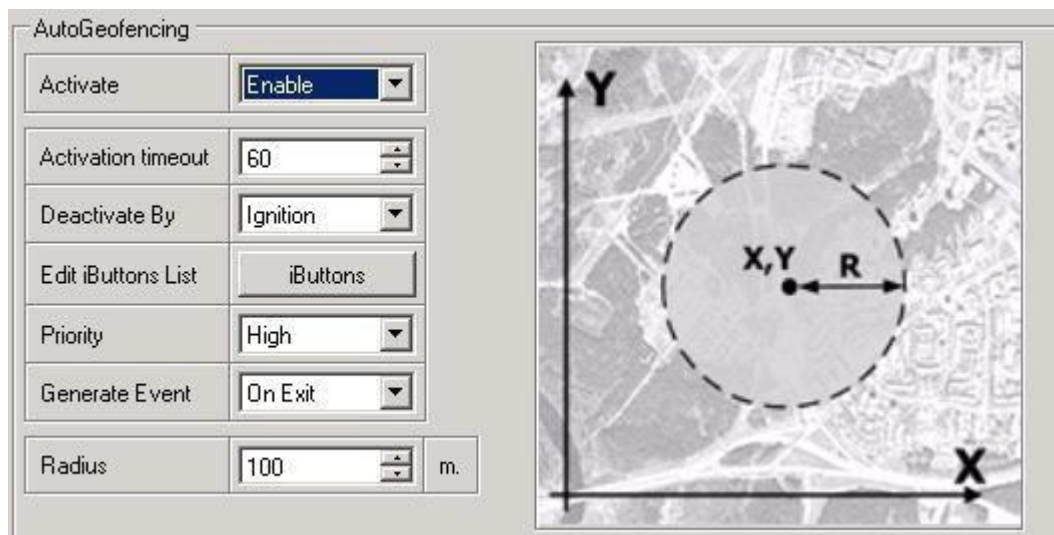 AutoGeofencing
Activate Enable
Activation timeout 60
Deactivate By Ignition
Edit iButtons List iButtons
Priority High
Generate Event On Exit
Radius 100 m.
Y
X,Y R
X